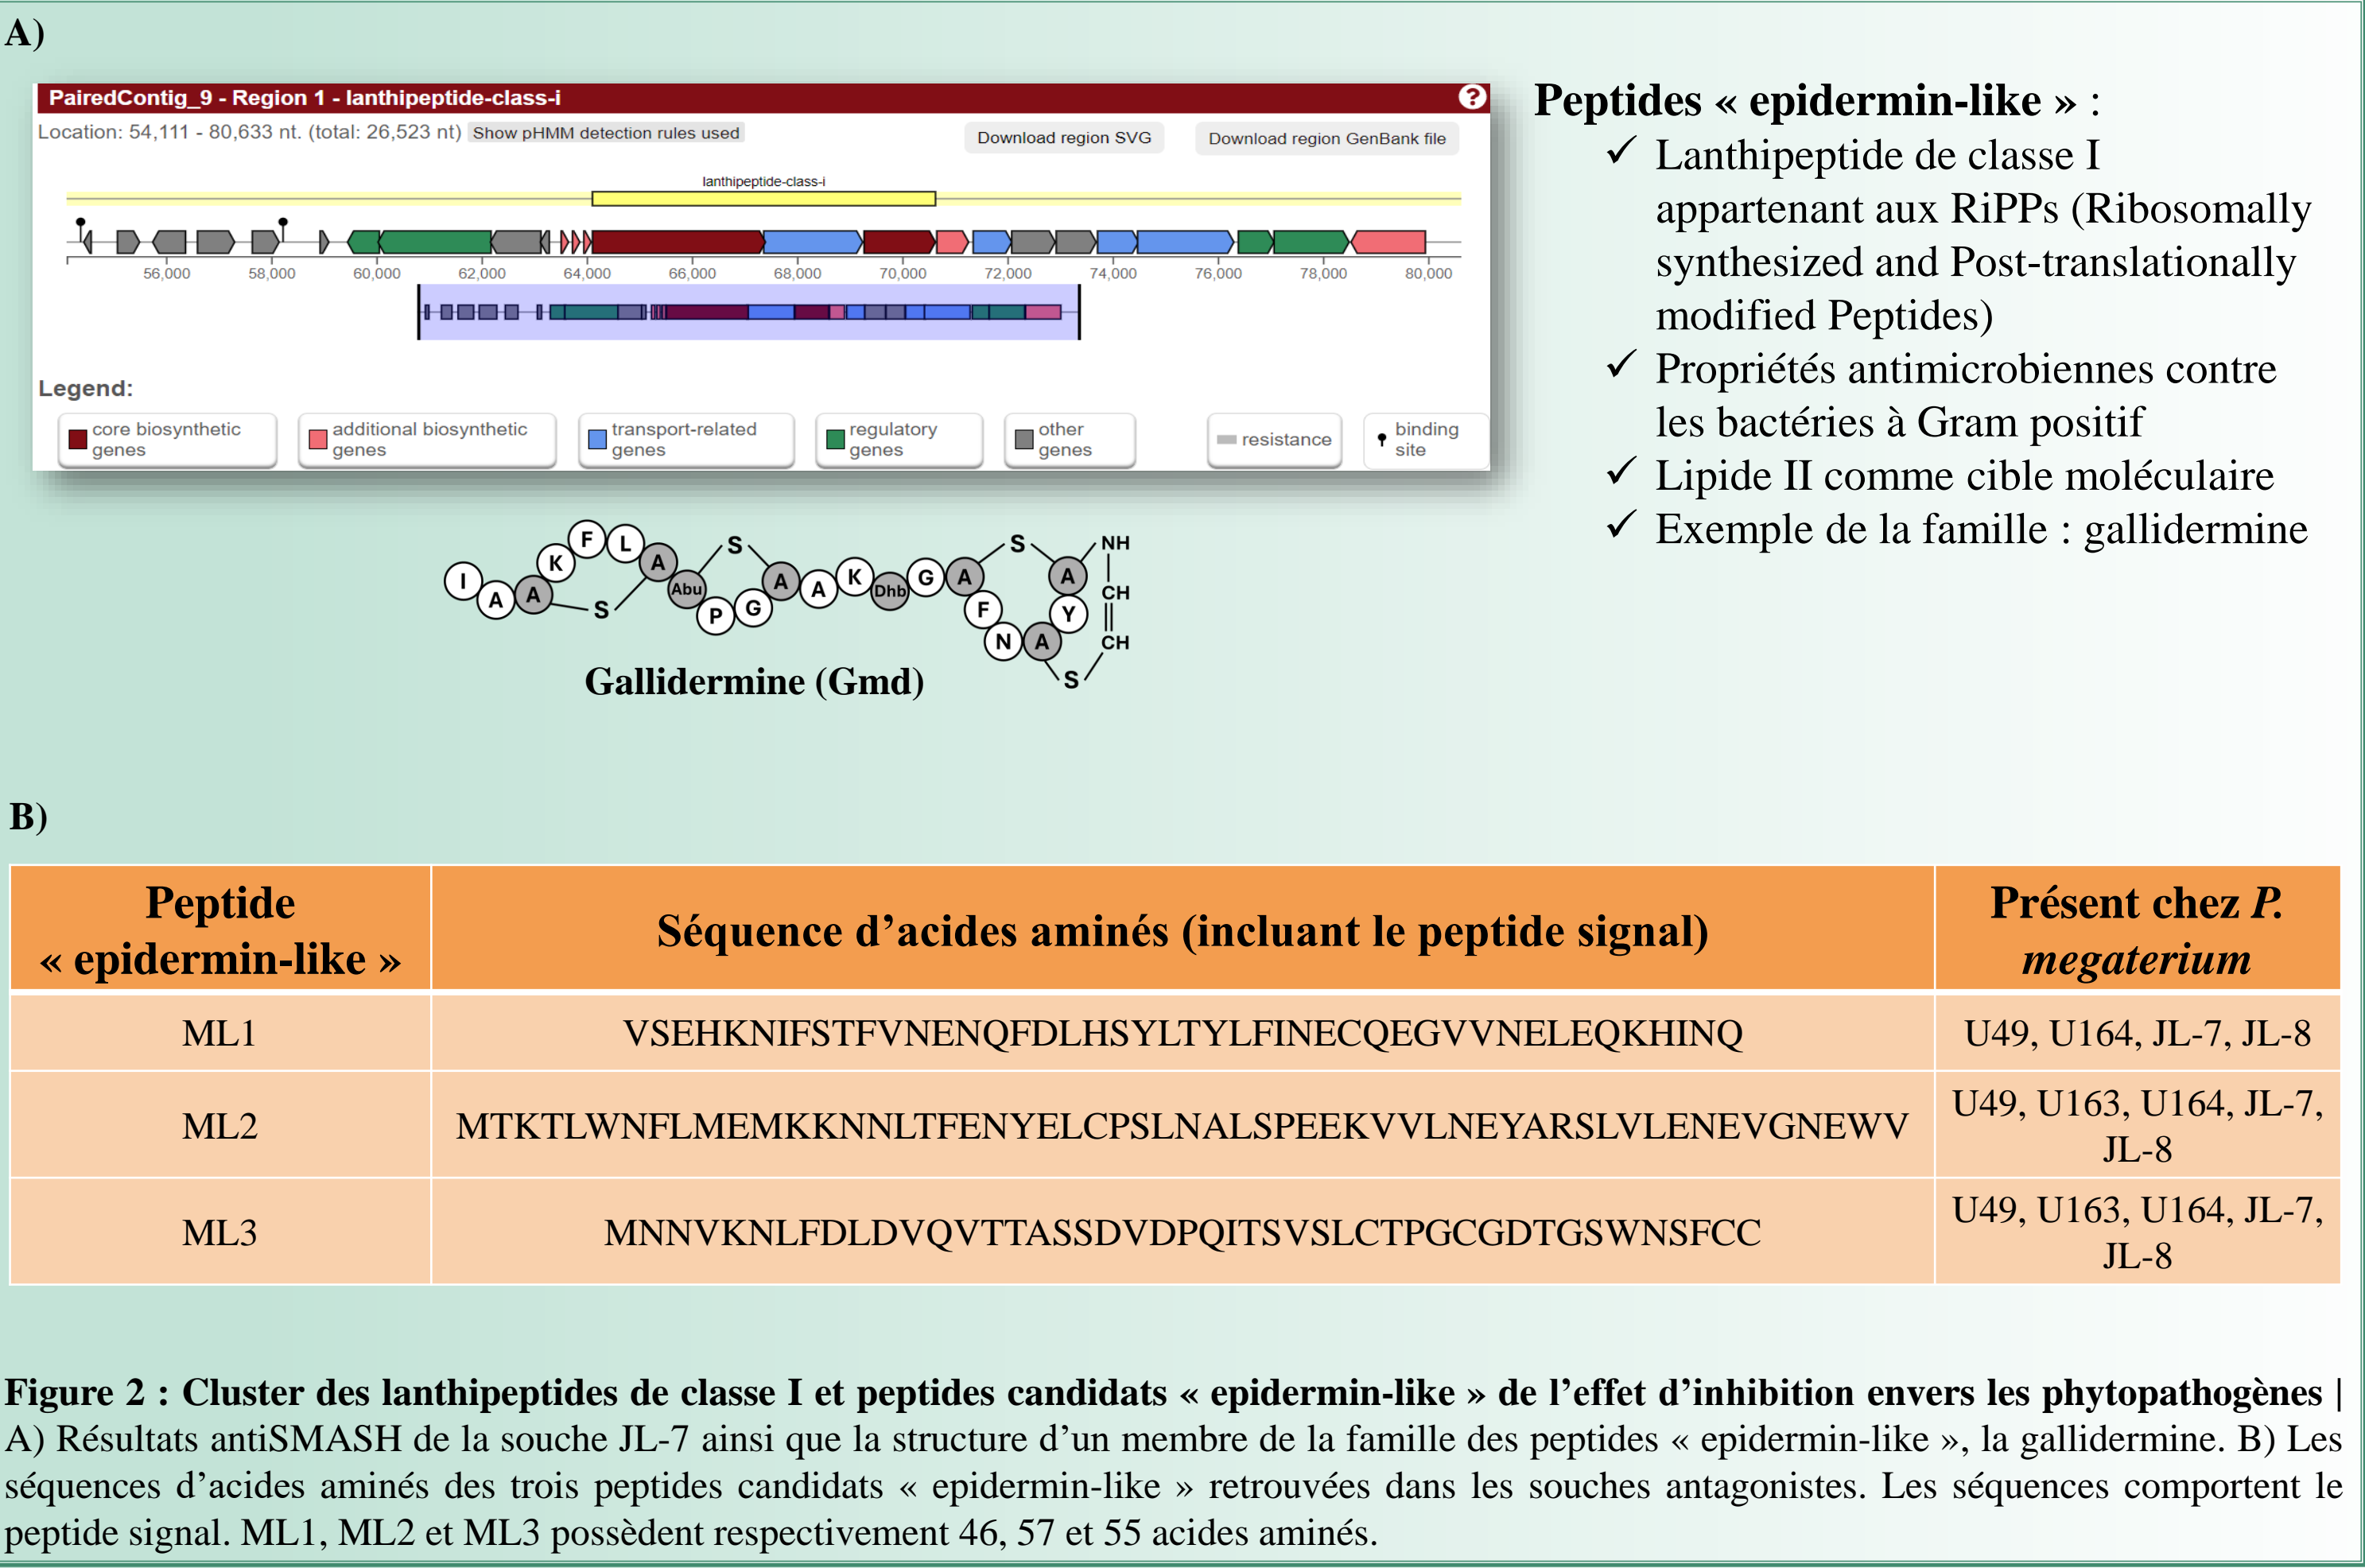 A)
PairedContig_9 - Region 1 - lanthipeptide-class-i
?
Location: 54,111 - 80,633 nt. (total: 26,523 nt) Show pHMM detection rules used
Download region SVG
Download region GenBank file
lanthipeptide-class-i
56,000 58,000 60,000 62,000 64,000 66,000 68,000 70,000 72,000 74,000 76,000 78,000 80,000
Legend:
core biosynthetic genes
additional biosynthetic genes
transport-related genes
regulatory genes
other genes
resistance
binding site
Peptides « epidermin-like » :
✓ Lanthipeptide de classe I
appartenant aux RiPPs (Ribosomally
synthesized and Post-translationally
modified Peptides)
✓ Propriétés antimicrobiennes contre
les bactéries à Gram positif
✓ Lipide II comme cible moléculaire
✓ Exemple de la famille : gallidermine
I A A K F L A Abu P G A A K Dhb G A F N A Y A
S S S S
NH
CH
CH
Gallidermine (Gmd)
B)
Peptide
« epidermin-like »
Séquence d’acides aminés (incluant le peptide signal)
Présent chez P.
megaterium
ML1
VSEHKNIFSTFVNENQFDLHSYLTYLFINECQEGVVNELEQKHINQ
U49, U164, JL-7, JL-8
ML2
MTKTLWNFLMEMKKNNLTFENYELCPSLNALSPEEKVVLNEYARSLVLENEVGNEWV
U49, U163, U164, JL-7,
JL-8
ML3
MNNVKNLFDLDVQVTTASSDVDPQITSVSLCTPGCGDTGSWNSFCC
U49, U163, U164, JL-7,
JL-8
Figure 2 : Cluster des lanthipeptides de classe I et peptides candidats « epidermin-like » de l’effet d’inhibition envers les phytopathogènes |
A) Résultats antiSMASH de la souche JL-7 ainsi que la structure d’un membre de la famille des peptides « epidermin-like », la gallidermine. B) Les
séquences d’acides aminés des trois peptides candidats « epidermin-like » retrouvées dans les souches antagonistes. Les séquences comportent le
peptide signal. ML1, ML2 et ML3 possèdent respectivement 46, 57 et 55 acides aminés.